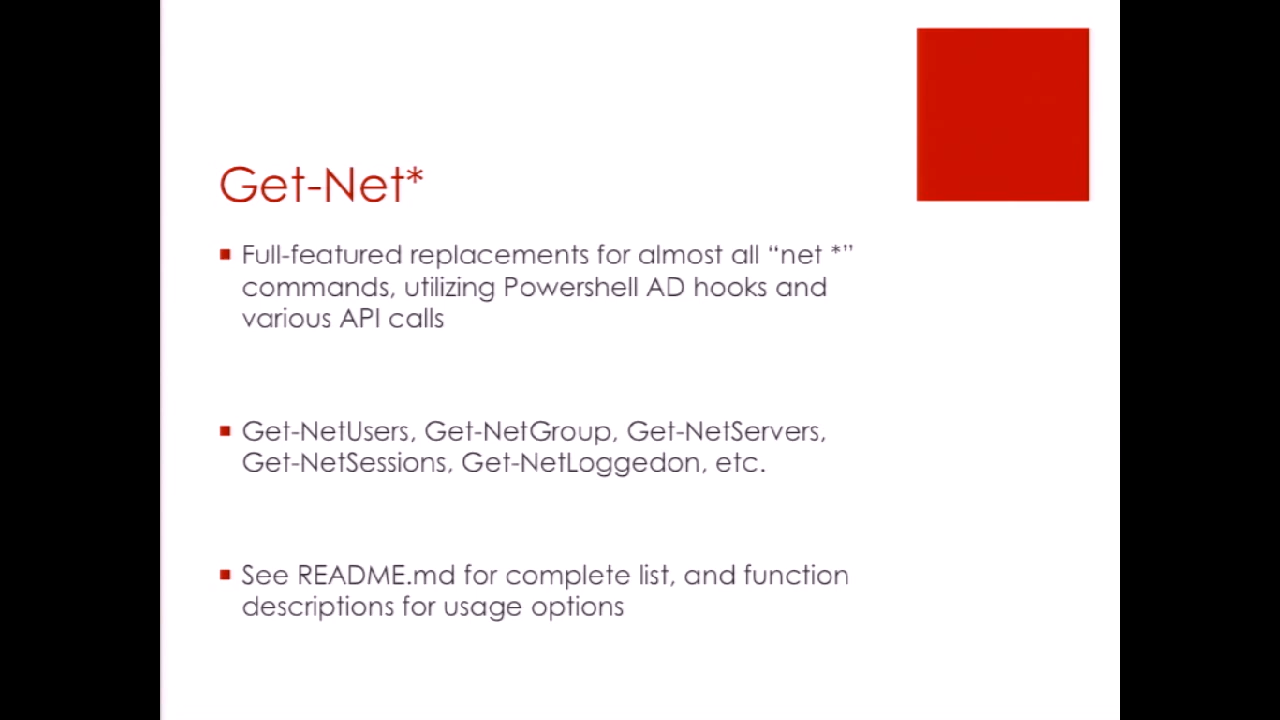 Get-Net*
Full-featured replacements for almost all “net *”
commands, utilizing Powershell AD hooks and
various API calls
Get-NetUsers, Get-NetGroup, Get-NetServers,
Get-NetSessions, Get-NetLoggedon, etc.
See README.md for complete list, and function
descriptions for usage options